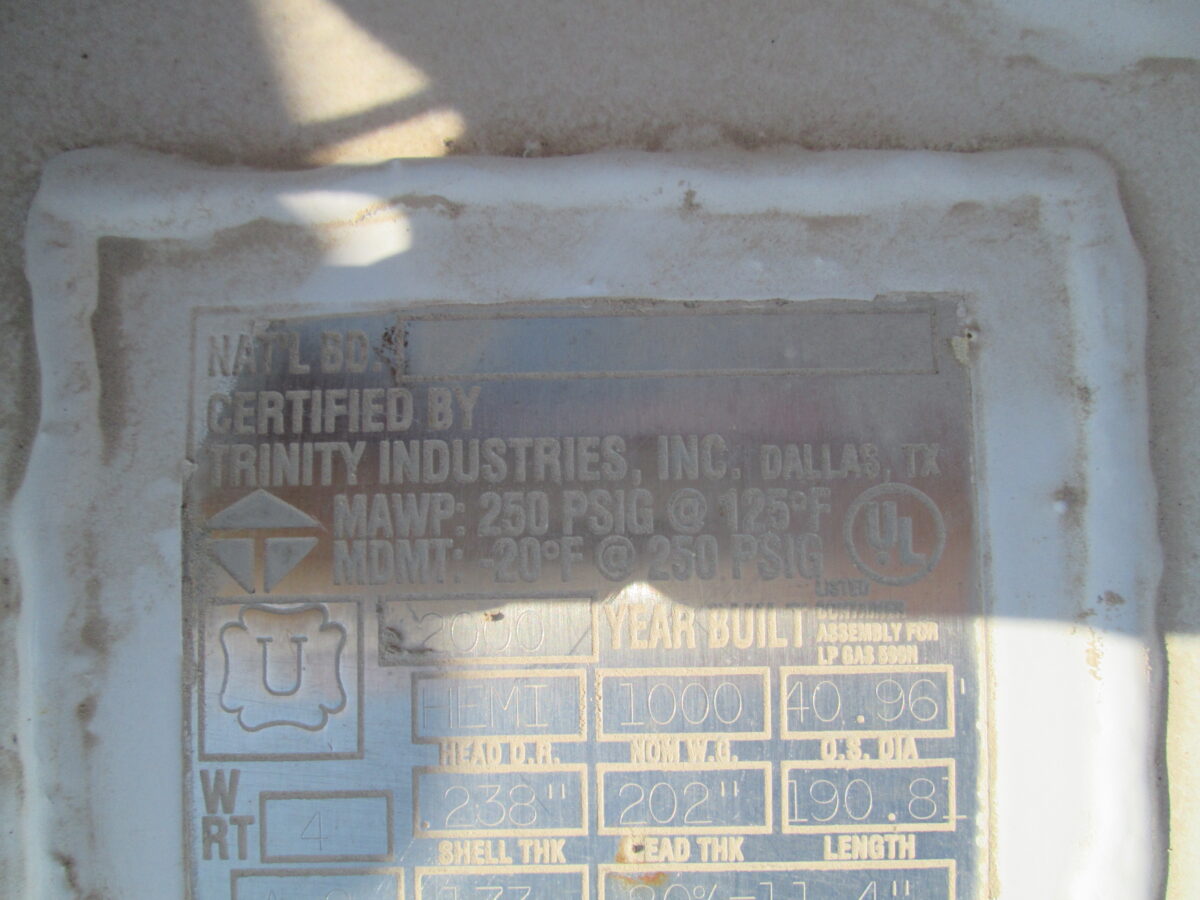 NAT'L BD.
CERTIFIED BY
TRINITY INDUSTRIES, INC. DALLAS, TX
MAWP: 250 PSIG @ 125°F
MDMT: -20°F @ 250 PSIG
UL
LISTED
CONTAINER
ASSEMBLY FOR
LP GAS
2000 YEAR BUILT
U
HEMI 1000 40.96"
HEAD D.R. NOM W.G. O.S. DIA
W
RT 4
.238" 202" 190.81
SHELL THK HEAD THK LENGTH